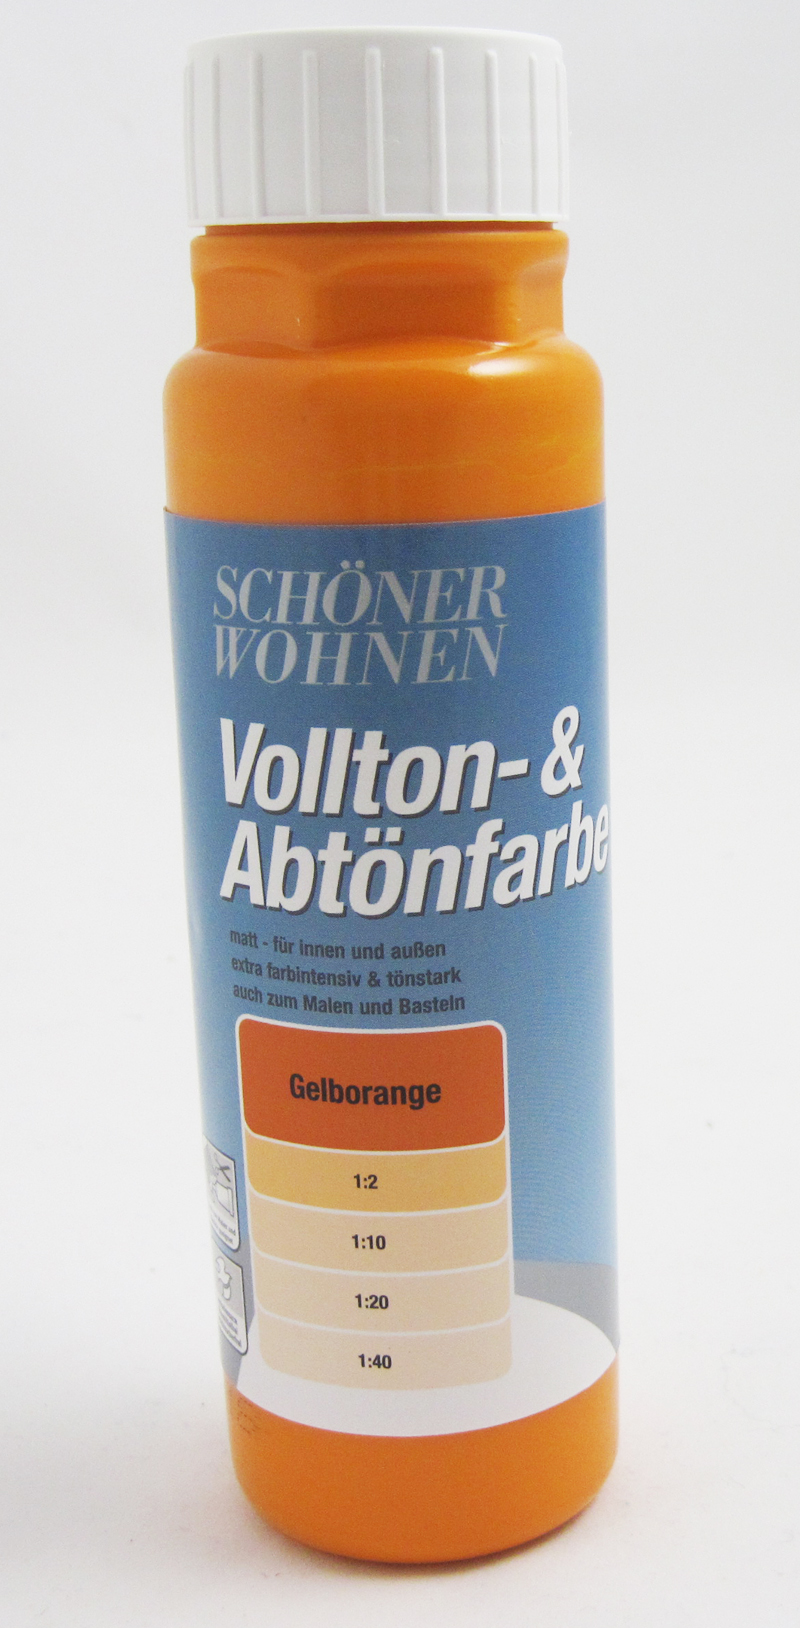 SCHÖNER
WOHNEN
Vollton- &
Abtönfarbe
matt - für innen und außen
extra farbintensiv & tönstark
auch zum Malen und Basteln
Gelborange
1:2
1:10
1:20
1:40